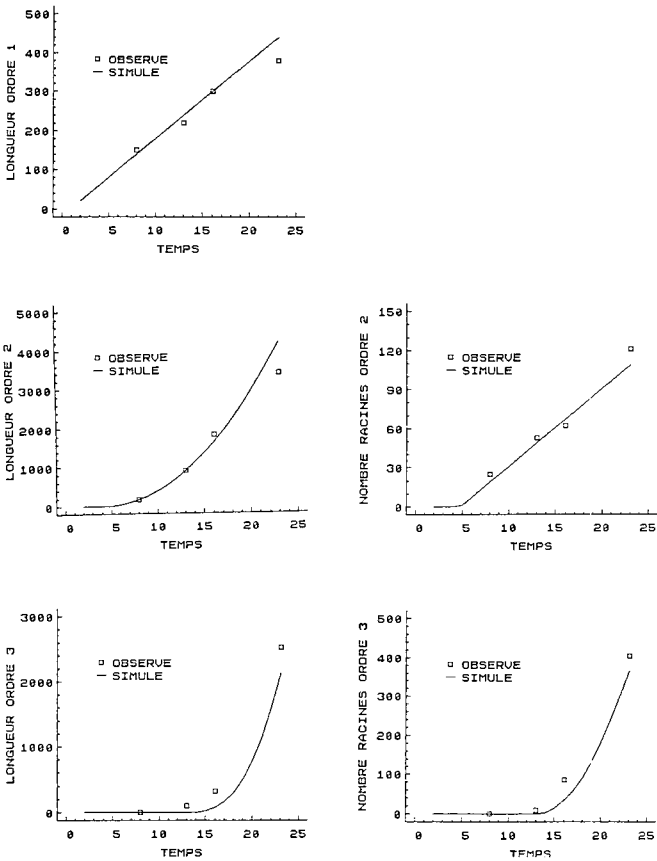 500
400
300
200
100
0
LONGUEUR ORDRE 1
OBSERVE
SIMULE
0 5 10 15 20 25
TEMPS
5000
4000
3000
2000
1000
0
LONGUEUR ORDRE 2
OBSERVE
SIMULE
0 5 10 15 20 25
TEMPS
150
120
90
60
30
0
NOMBRE RACINES ORDRE 2
OBSERVE
SIMULE
0 5 10 15 20 25
TEMPS
3000
2000
1000
0
LONGUEUR ORDRE 3
OBSERVE
SIMULE
0 5 10 15 20 25
TEMPS
500
400
300
200
100
0
NOMBRE RACINES ORDRE 3
OBSERVE
SIMULE
0 5 10 15 20 25
TEMPS